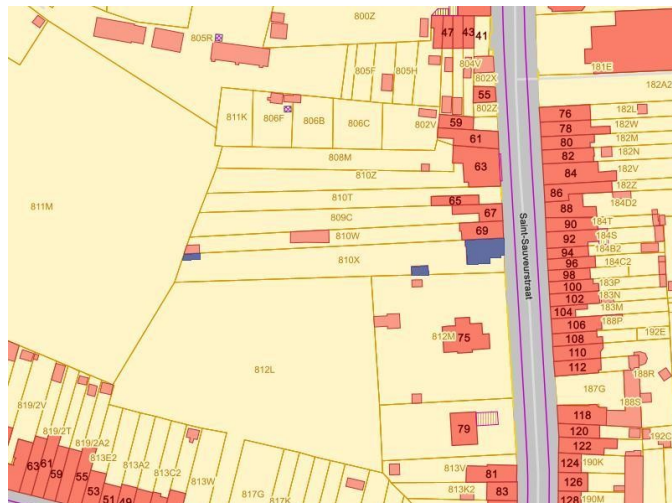 800Z
47
43
41
805R
804V
181E
805F
805H
802X
55
802Z
182A2
811K
806F
806B
806C
802V
59
61
76
182L
78
182W
80
182M
82
182N
808M
63
84
182V
810Z
182Z
86
811M
810T
65
88
184D2
809C
67
90
184T
69
92
184S
810W
94
184B2
96
184C2
810X
98
Saint-Sauveurstraat
100
183P
102
183N
104
183M
106
188P
812M
75
108
192E
110
112
188R
812L
187G
819/2V
188S
118
819/2T
79
120
192C
819/2A2
122
813E2
63
61
59
55
813A2
813C2
813V
81
124
190K
53
813W
126
51
49
817G
817K
813K2
83
128
190M